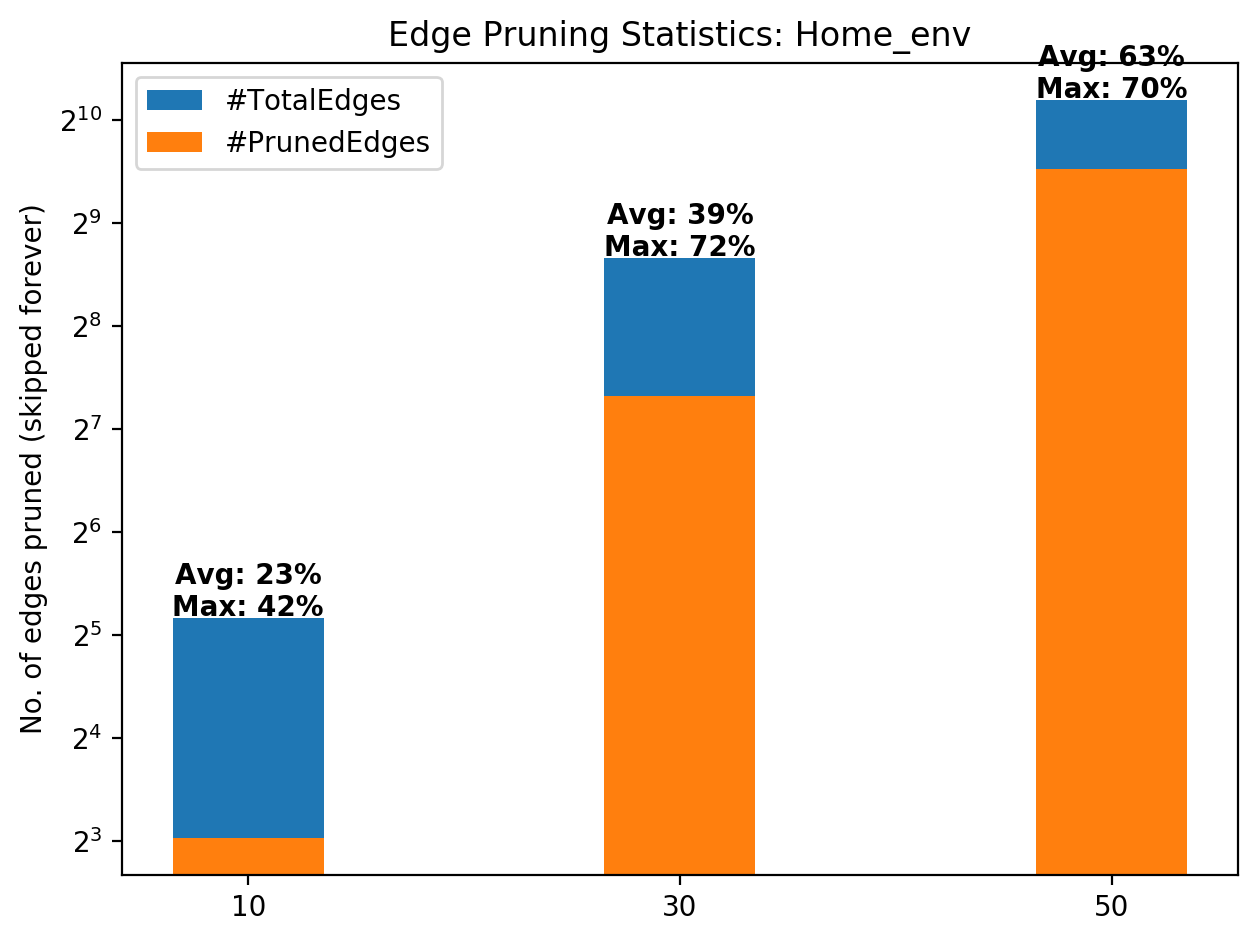 Edge Pruning Statistics: Home_env
#TotalEdges
#PrunedEdges
Avg: 63%
Max: 70%
Avg: 39%
Max: 72%
Avg: 23%
Max: 42%
No. of edges pruned (skipped forever)
2^10
2^9
2^8
2^7
2^6
2^5
2^4
2^3
10 30 50